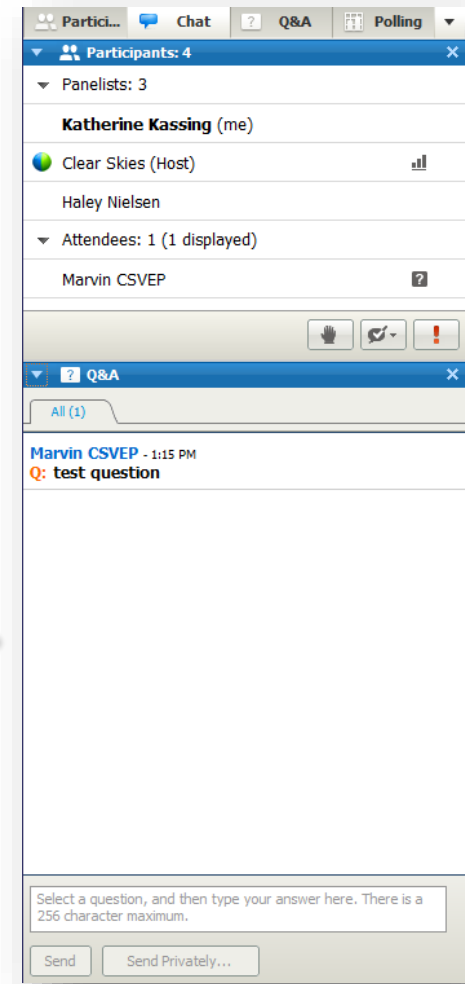 Partici... Chat ? Q&A Polling
Participants: 4
Panelists: 3
Katherine Kassing (me)
Clear Skies (Host)
Haley Nielsen
Attendees: 1 (1 displayed)
Marvin CSVEP ?
!
? Q&A
All (1)
Marvin CSVEP - 1:15 PM
Q: test question
Select a question, and then type your answer here. There is a
256 character maximum.
Send Send Privately...